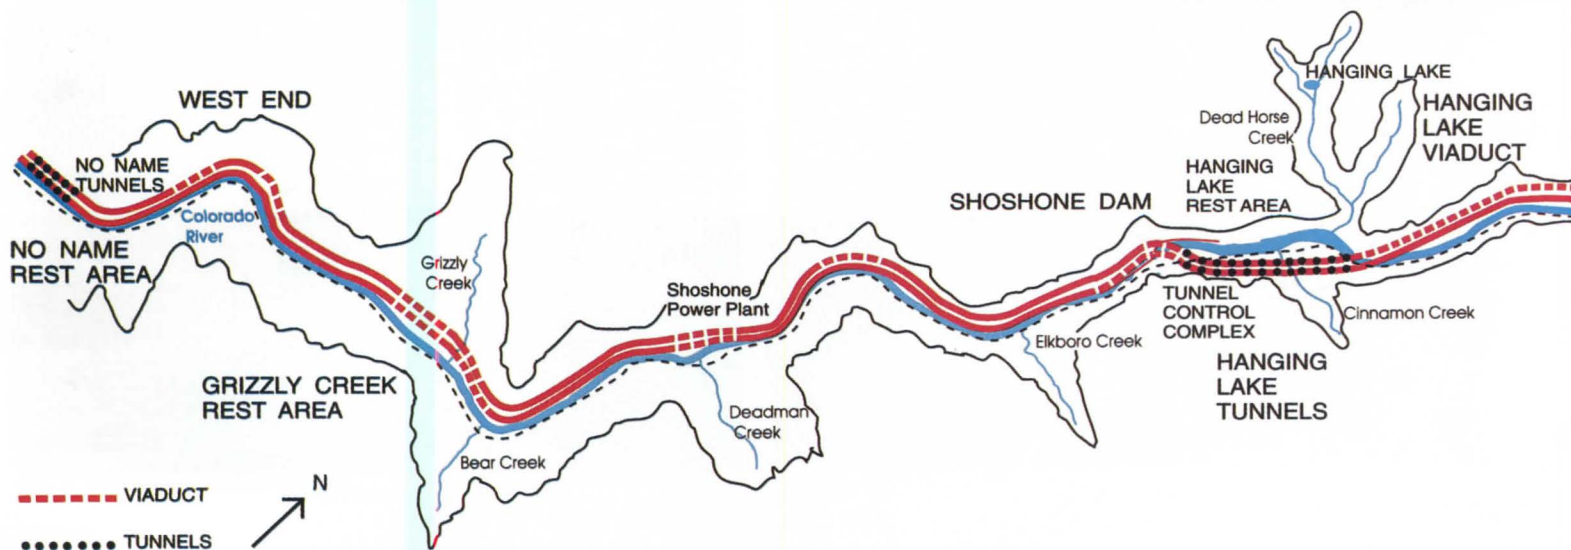 WEST END
NO NAME
TUNNELS
Colorado
River
NO NAME
REST AREA
Grizzly
Creek
GRIZZLY CREEK
REST AREA
Bear Creek
Shoshone
Power Plant
Deadman
Creek
SHOSHONE DAM
Elkboro Creek
HANGING LAKE
Dead Horse
Creek
HANGING
LAKE
VIADUCT
HANGING
LAKE
REST AREA
TUNNEL
CONTROL
COMPLEX
Cinnamon Creek
HANGING
LAKE
TUNNELS
VIADUCT
TUNNELS
N